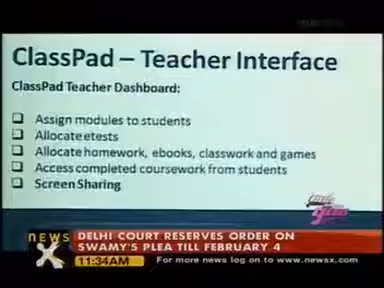 ClassPad – Teacher Interface
ClassPad Teacher Dashboard:
Assign modules to students
Allocate etests
Allocate homework, ebooks, classwork and games
Access completed coursework from students
Screen Sharing
news X
DELHI COURT RESERVES ORDER ON
SWAMY'S PLEA TILL FEBRUARY 4
11:34AM
For more news log on to www.newsx.com